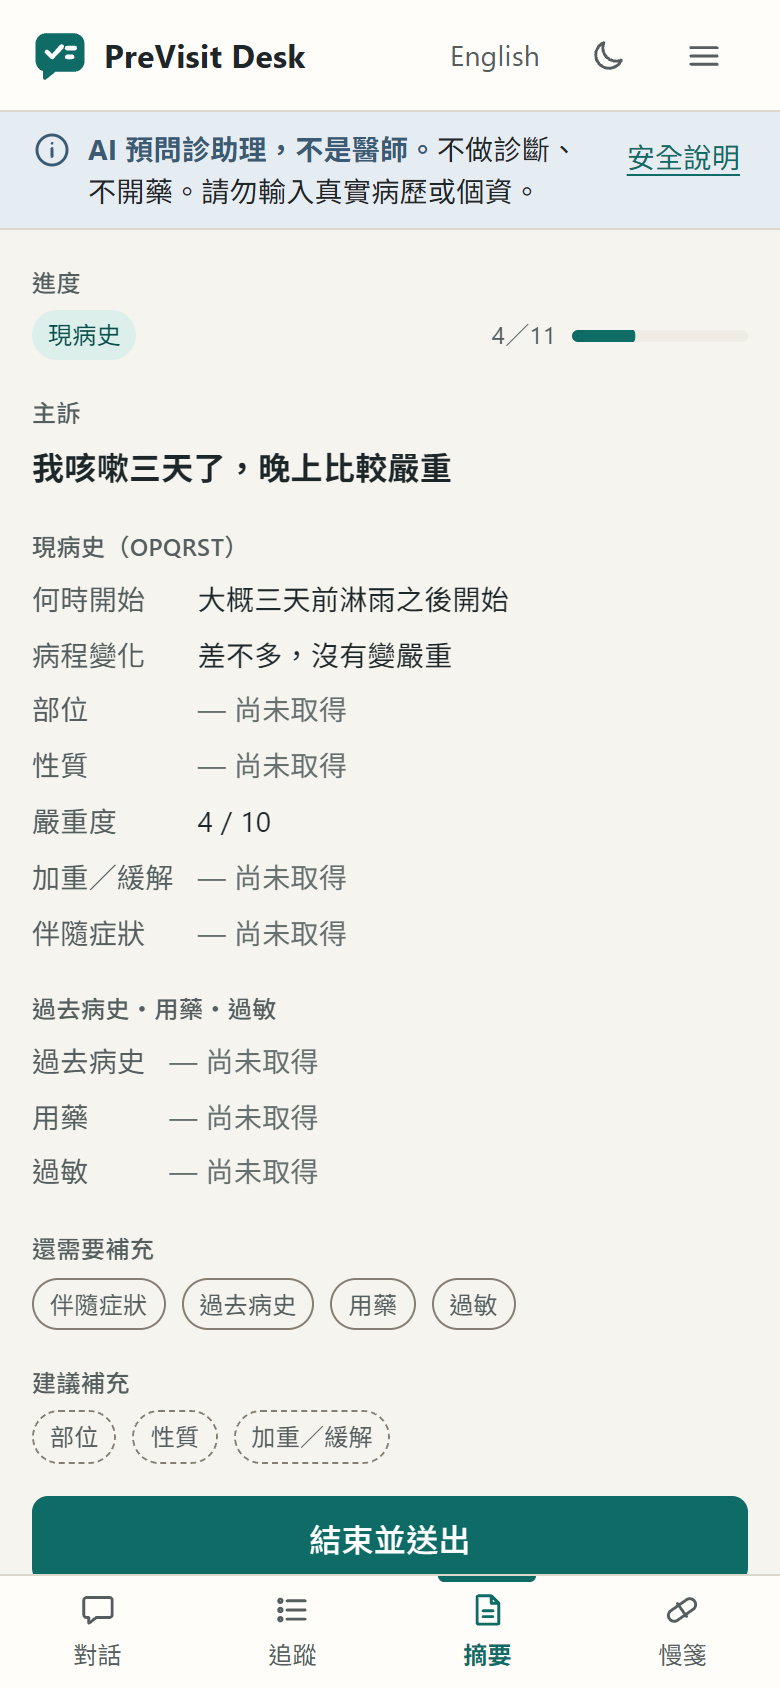 PreVisit Desk English
AI 預問診助理，不是醫師。不做診斷、
不開藥。請勿輸入真實病歷或個資。
安全說明
進度
現病史 4／11
主訴
我咳嗽三天了，晚上比較嚴重
現病史（OPQRST）
何時開始 大概三天前淋雨之後開始
病程變化 差不多，沒有變嚴重
部位 — 尚未取得
性質 — 尚未取得
嚴重度 4 / 10
加重／緩解 — 尚未取得
伴隨症狀 — 尚未取得
過去病史・用藥・過敏
過去病史 — 尚未取得
用藥 — 尚未取得
過敏 — 尚未取得
還需要補充
伴隨症狀 過去病史 用藥 過敏
建議補充
部位 性質 加重／緩解
結束並送出
對話 追蹤 摘要 慢箋